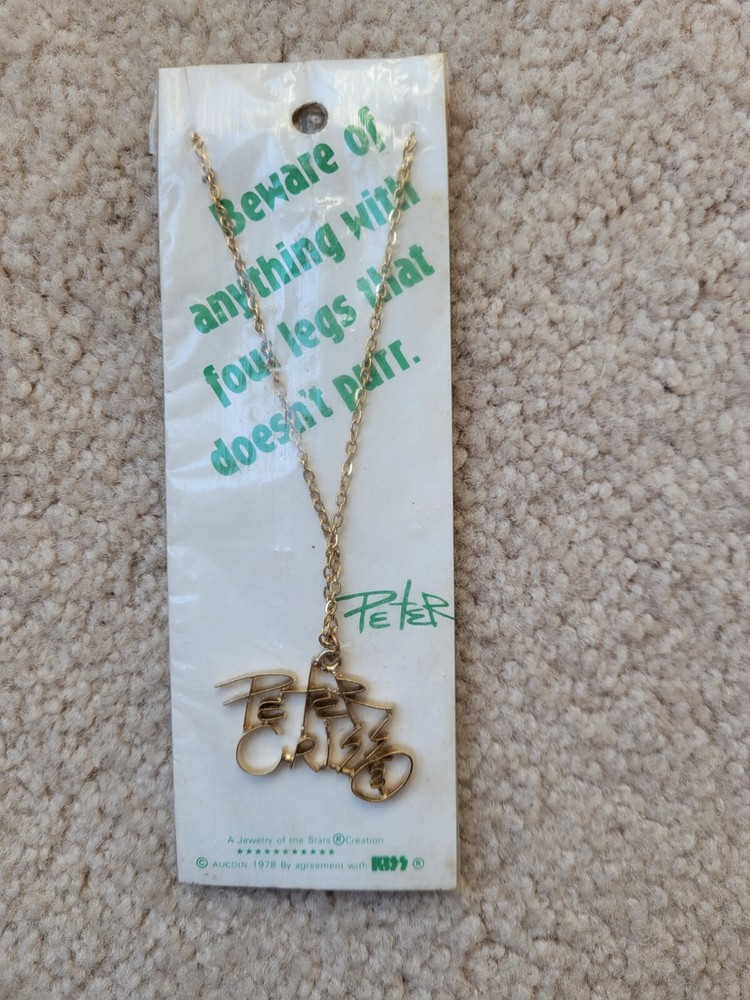 Beware of
anything with
four legs that
doesn't purr.
PETER
PETER
CRISS
A Jewelry of the Stars ® Creation
★★★★★★★★★★★
© AUCOIN 1978 By agreement with KISS ®